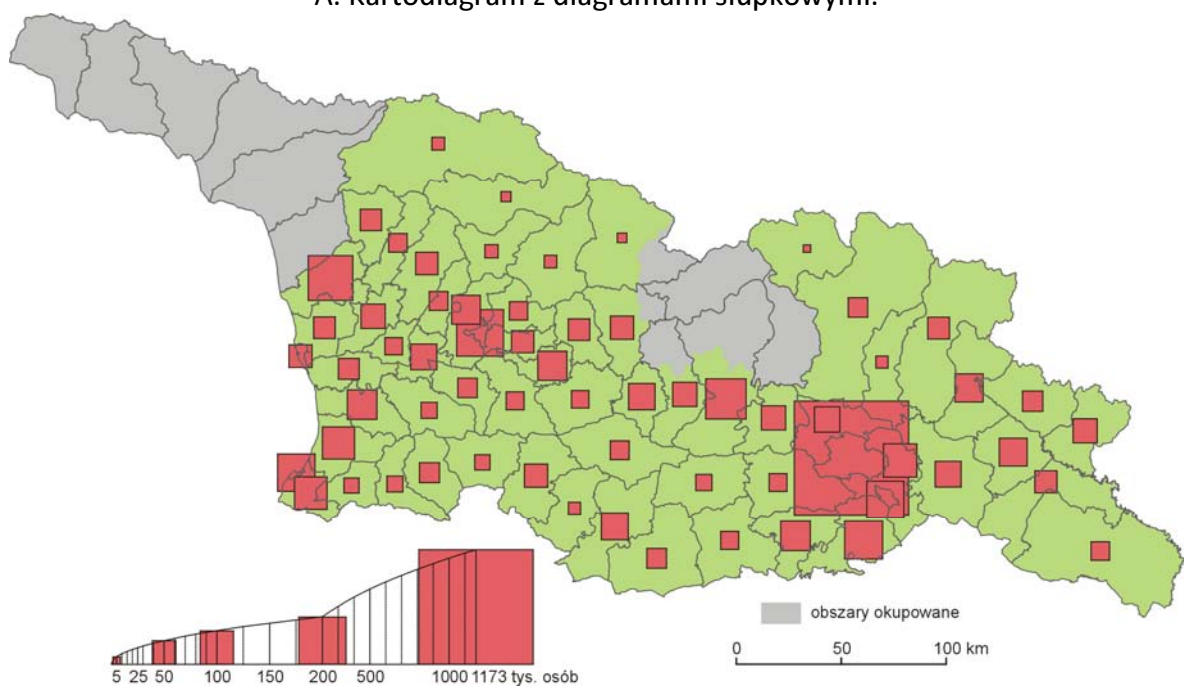 A. Kartodiagram z diagramami słupkowymi.
obszary okupowane
0 50 100 km
5 25 50 100 150 200 500 1000 1173 tys. osób